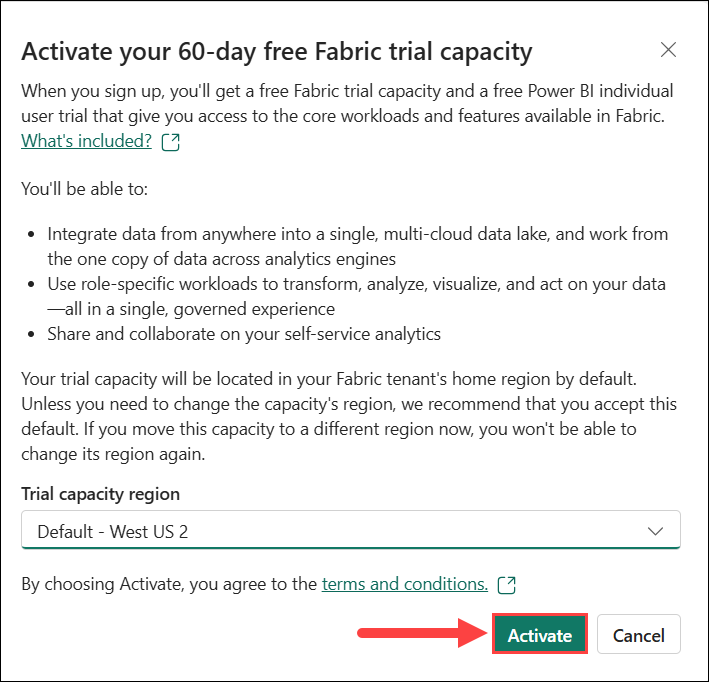 Activate your 60-day free Fabric trial capacity
When you sign up, you'll get a free Fabric trial capacity and a free Power BI individual
user trial that give you access to the core workloads and features available in Fabric.
What's included?
You'll be able to:
• Integrate data from anywhere into a single, multi-cloud data lake, and work from
the one copy of data across analytics engines
• Use role-specific workloads to transform, analyze, visualize, and act on your data
—all in a single, governed experience
• Share and collaborate on your self-service analytics
Your trial capacity will be located in your Fabric tenant's home region by default.
Unless you need to change the capacity's region, we recommend that you accept this
default. If you move this capacity to a different region now, you won't be able to
change its region again.
Trial capacity region
Default - West US 2
By choosing Activate, you agree to the terms and conditions.
Activate
Cancel